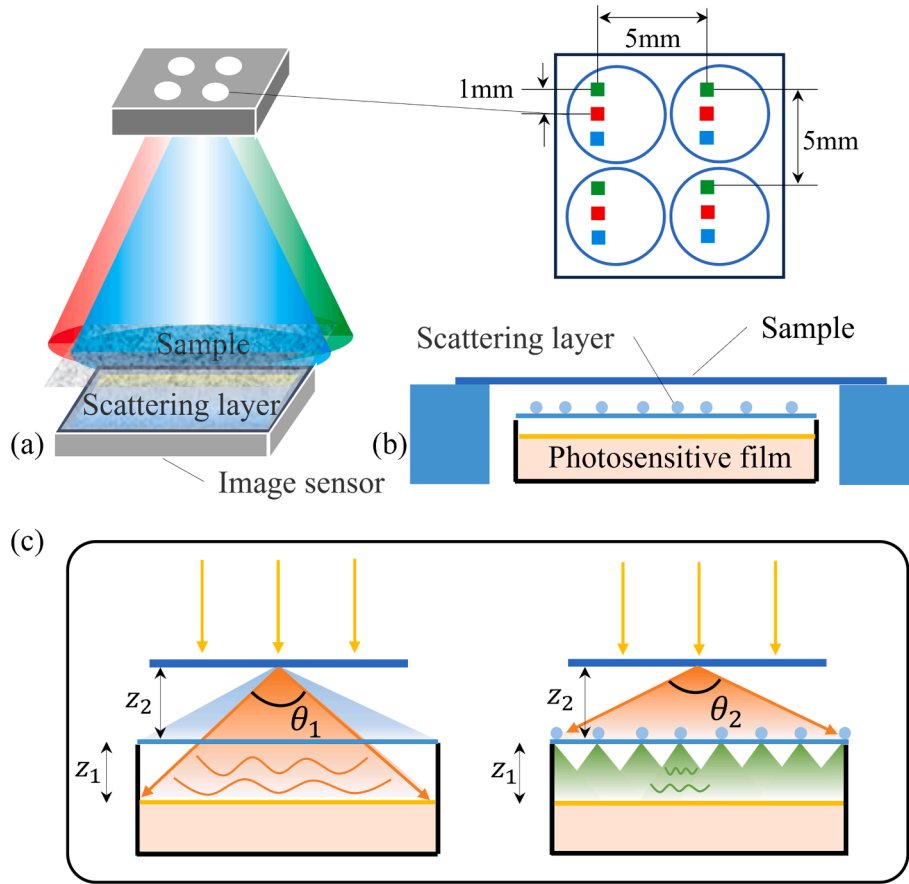 5mm
1mm
5mm
Sample
Scattering layer
(a)
Image sensor
Scattering layer
Sample
(b)
Photosensitive film
(c)
z₂
θ₁
z₁
z₂
θ₂
z₁